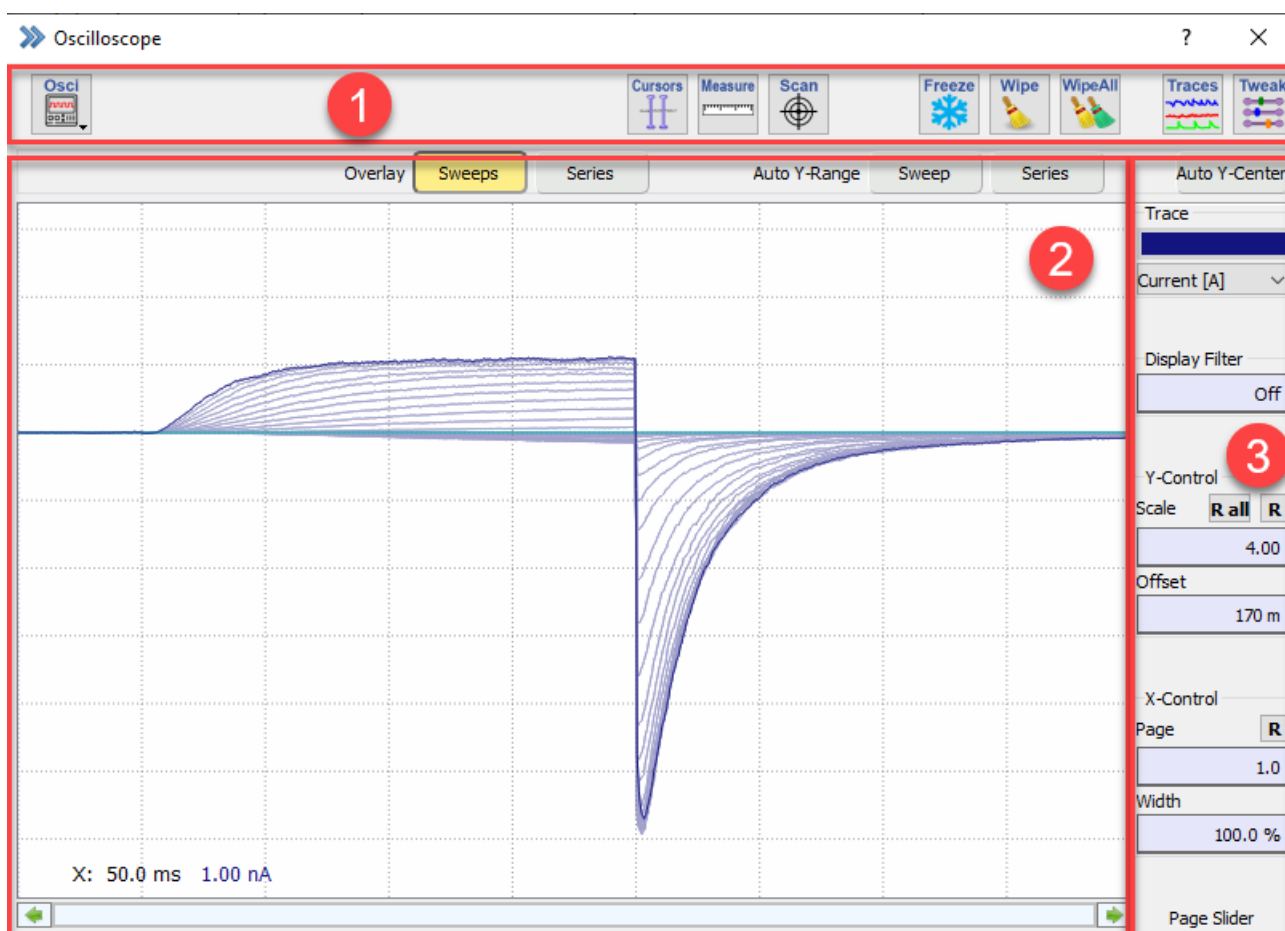 Oscilloscope ?
Osci 1 Cursors Measure Scan Freeze Wipe WipeAll Traces Tweak
Overlay Sweeps Series Auto Y-Range Sweep Series Auto Y-Center
2
Trace
Current [A]
Display Filter
Off
3
Y-Control
Scale R all R
4.00
Offset
170 m
X-Control
Page R
1.0
Width
100.0 %
X: 50.0 ms 1.00 nA
Page Slider